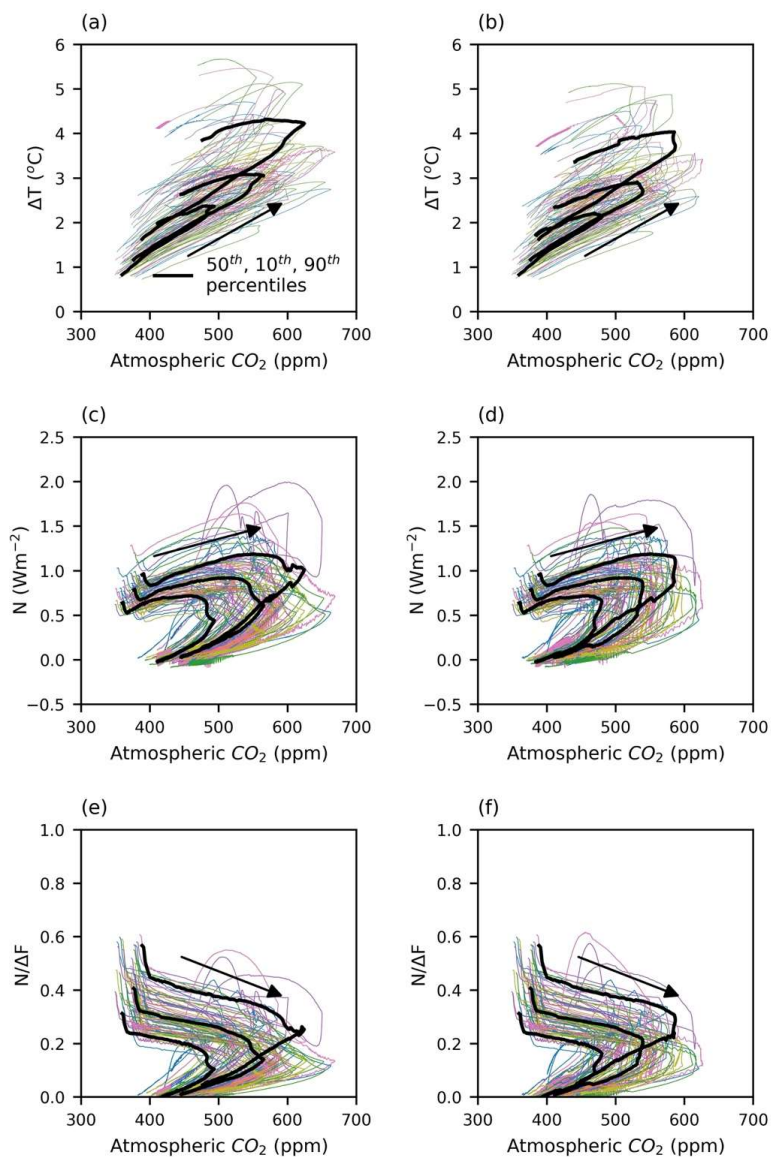 (a)
6
5
4
3
2
1
0
ΔT (°C)
50th, 10th, 90th
percentiles
300 400 500 600 700
Atmospheric CO2 (ppm)
(b)
6
5
4
3
2
1
0
ΔT (°C)
300 400 500 600 700
Atmospheric CO2 (ppm)
(c)
2.5
2.0
1.5
1.0
0.5
0.0
−0.5
N (Wm−2)
300 400 500 600 700
Atmospheric CO2 (ppm)
(d)
2.5
2.0
1.5
1.0
0.5
0.0
−0.5
N (Wm−2)
300 400 500 600 700
Atmospheric CO2 (ppm)
(e)
1.0
0.8
0.6
0.4
0.2
0.0
N/ΔF
300 400 500 600 700
Atmospheric CO2 (ppm)
(f)
1.0
0.8
0.6
0.4
0.2
0.0
N/ΔF
300 400 500 600 700
Atmospheric CO2 (ppm)